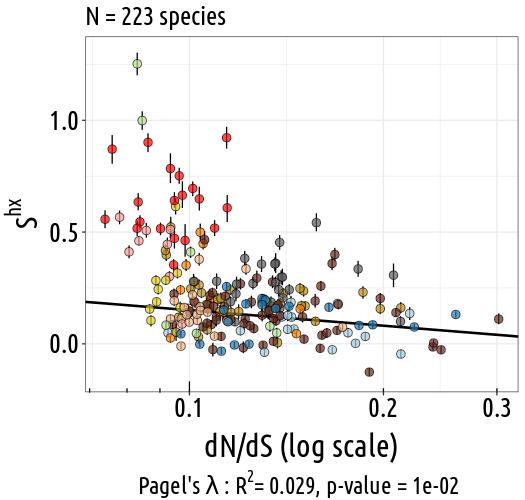 N = 223 species
1.0
0.5
0.0
S^hx
0.1 0.2 0.3
dN/dS (log scale)
Pagel's λ : R²= 0.029, p-value = 1e-02